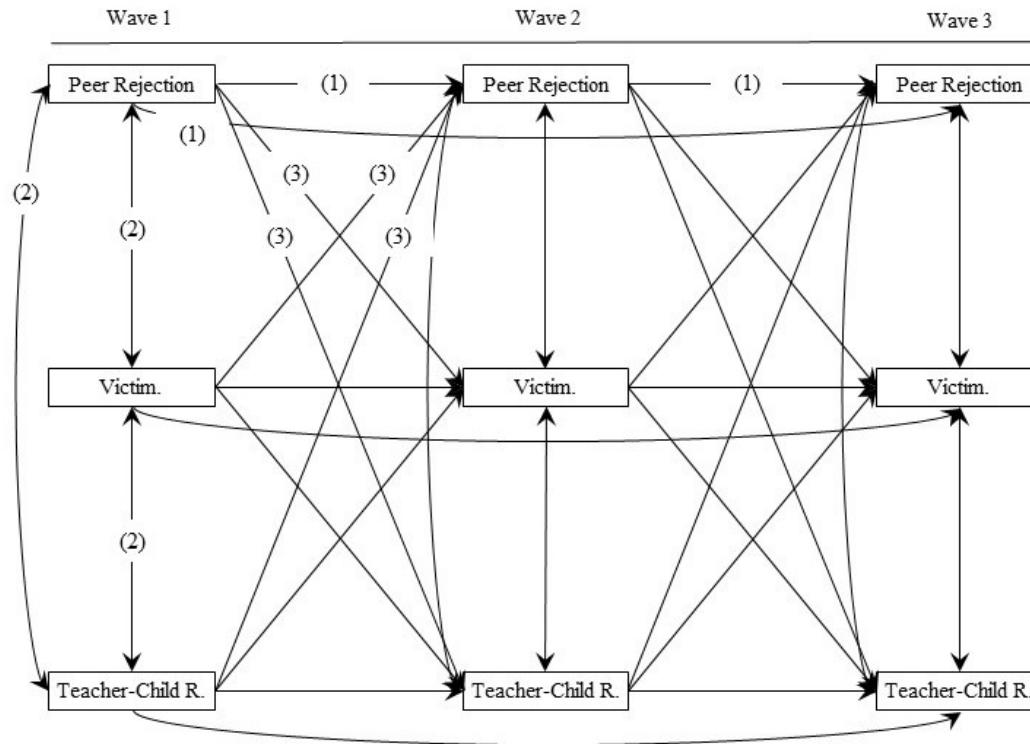 Wave 1 Wave 2 Wave 3
Peer Rejection (1) Peer Rejection (1) Peer Rejection
(1)
(2) (3) (3)
(2) (3) (3)
Victim. Victim. Victim.
(2)
Teacher-Child R. Teacher-Child R. Teacher-Child R.